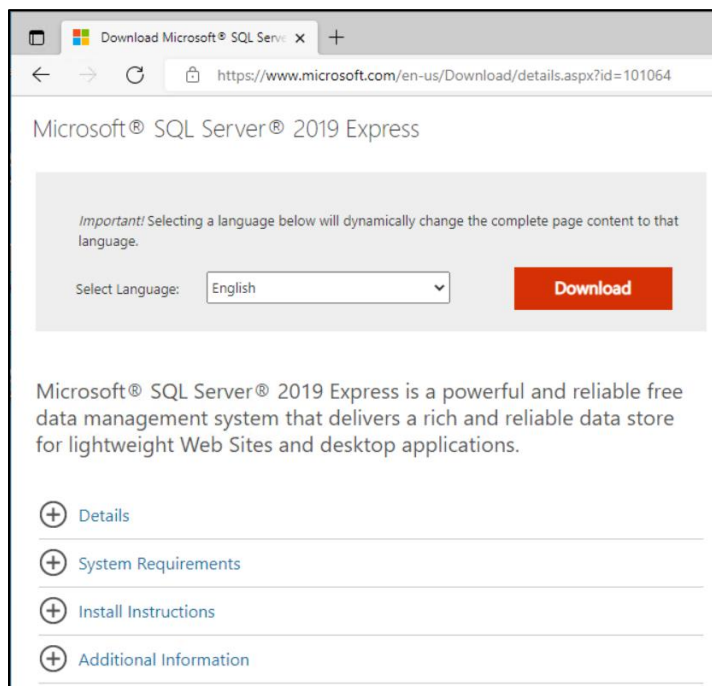 Download Microsoft® SQL Serve
https://www.microsoft.com/en-us/Download/details.aspx?id=101064
Microsoft® SQL Server® 2019 Express
Important! Selecting a language below will dynamically change the complete page content to that
language.
Select Language:
English
Download
Microsoft® SQL Server® 2019 Express is a powerful and reliable free
data management system that delivers a rich and reliable data store
for lightweight Web Sites and desktop applications.
Details
System Requirements
Install Instructions
Additional Information